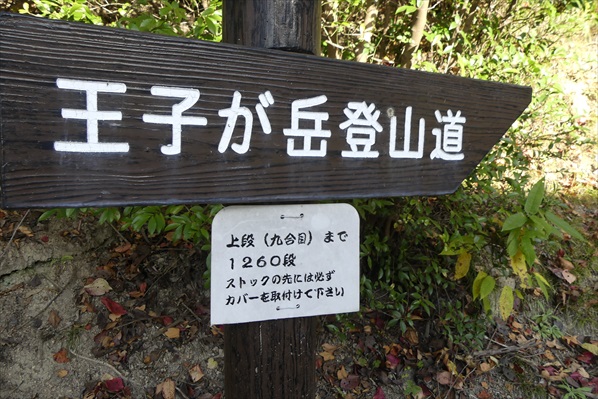 王子が岳登山道
上段（九合目）まで
１２６０段
ストックの先には必ず
カバーを取付けて下さい